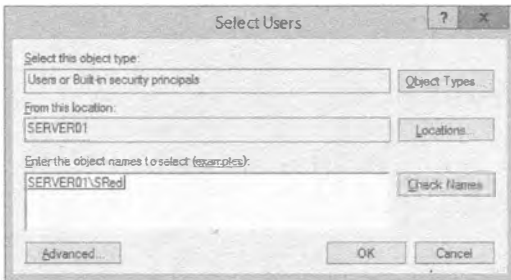 Select Users
? x
Select this object type:
Users or Built-in security principals
Object Types...
From this location:
SERVER01
Locations...
Enter the object names to select (examples):
SERVER01\SRed
Check Names
Advanced...
OK
Cancel